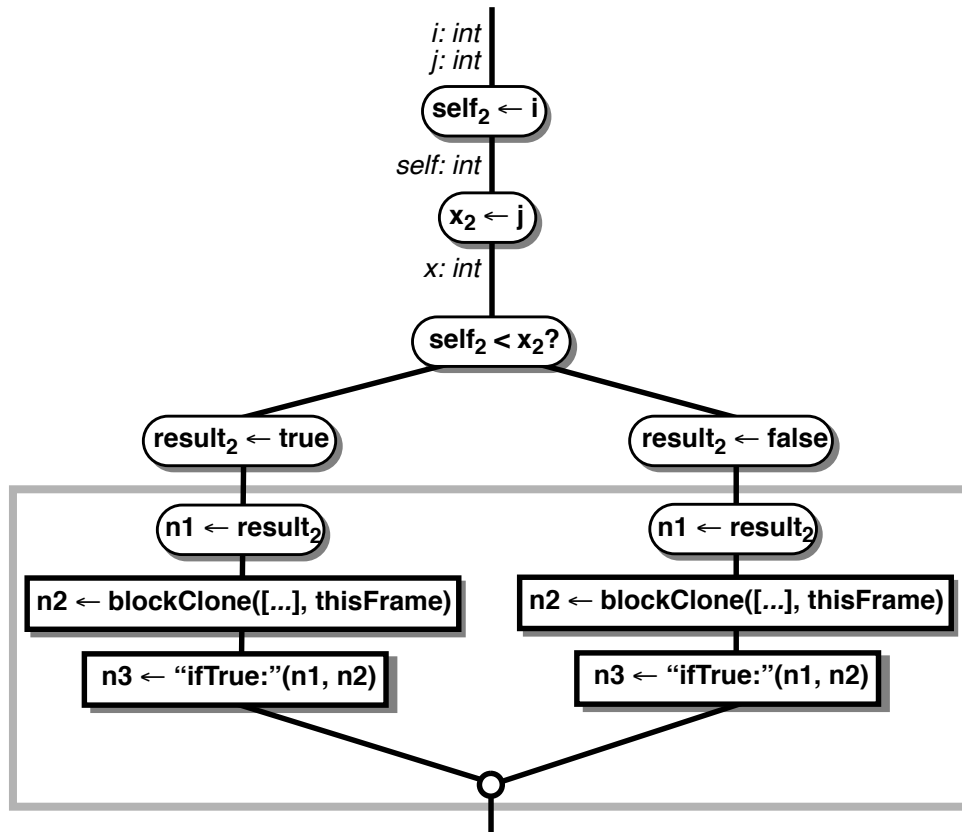 i: int
j: int
self₂ ← i
self: int
x₂ ← j
x: int
self₂ < x₂?
result₂ ← true
result₂ ← false
n1 ← result₂
n1 ← result₂
n2 ← blockClone([...], thisFrame)
n2 ← blockClone([...], thisFrame)
n3 ← “ifTrue:”(n1, n2)
n3 ← “ifTrue:”(n1, n2)